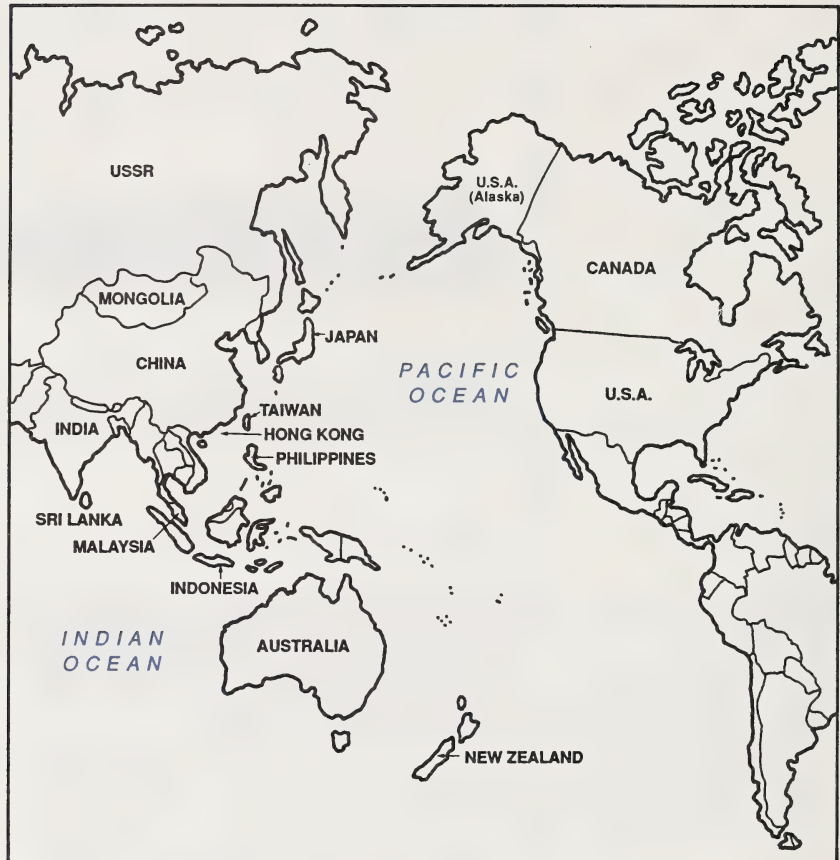 USSR
U.S.A.
(Alaska)
CANADA
MONGOLIA
JAPAN
CHINA
PACIFIC
OCEAN
U.S.A.
TAIWAN
INDIA
HONG KONG
PHILIPPINES
SRI LANKA
MALAYSIA
INDONESIA
INDIAN
OCEAN
AUSTRALIA
NEW ZEALAND